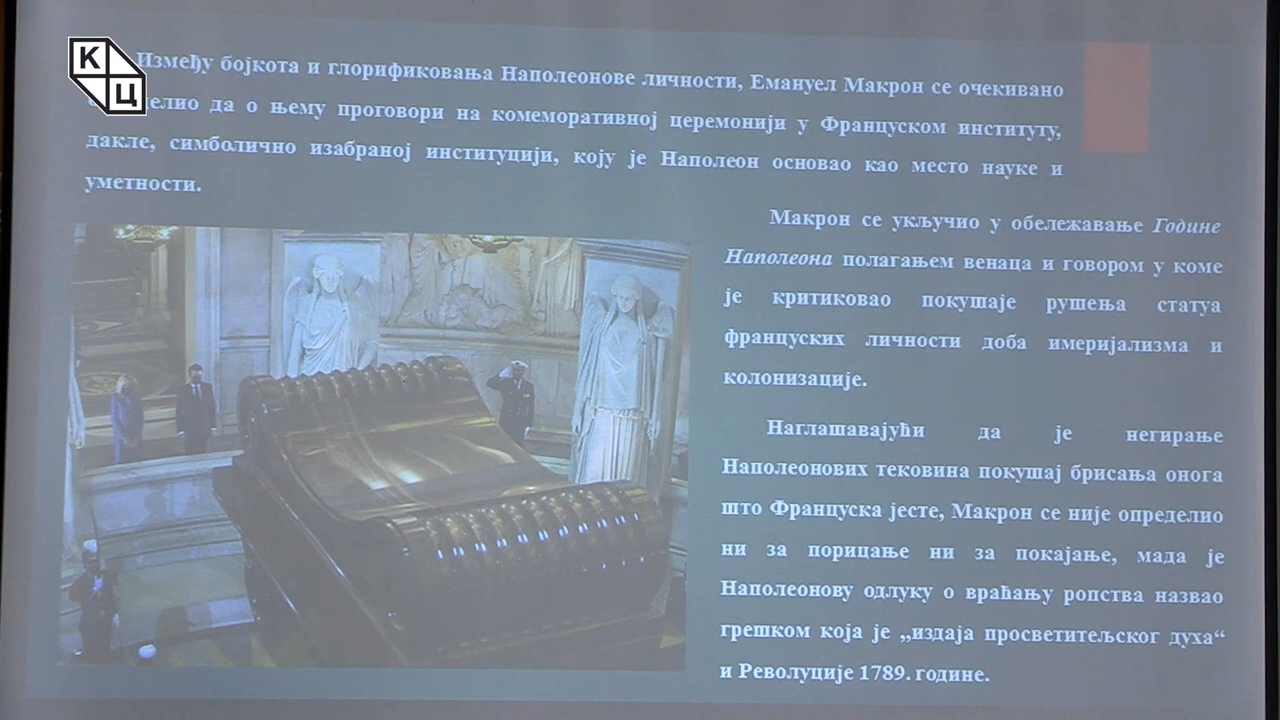 КЦ
Између бојкота и глорификовања Наполеонове личности, Емануел Макрон се очекивано
да о њему проговори на комеморативној церемонији у Француском институту,
дакле, симболично изабраној институцији, коју је Наполеон основао као место науке и
уметности.
Макрон се укључио у обележавање Године
Наполеона полагањем венаца и говором у коме
је критиковао покушаје рушења статуа
француских личности доба имеријализма и
колонизације.
Наглашавајући да је негирање
Наполеонових тековина покушај брисања онога
што Француска јесте, Макрон се није определио
ни за порицање ни за покајање, мада је
Наполеонову одлуку о враћању ропства назвао
грешком која је „издаја просветитељског духа“
и Револуције 1789. године.